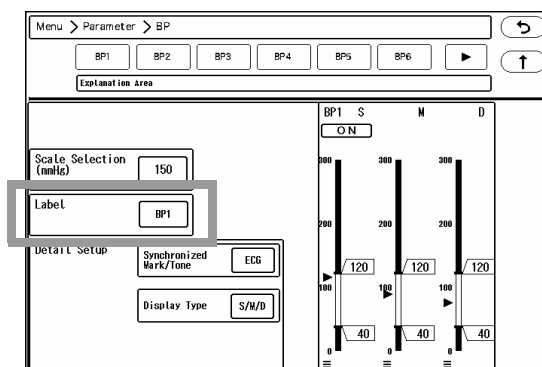 Menu > Parameter > BP
BP1 BP2 BP3 BP4 BP5 BP6
Explanation Area
BP1 S M D
ON
Scale Selection
(mmHg)
150
300 300 300
Label
BP1
200 200 200
Detail Setup
Synchronized
Mark/Tone
ECG
120 120 120
100 100
Display Type
S/M/D
40 40 40
0 0 0